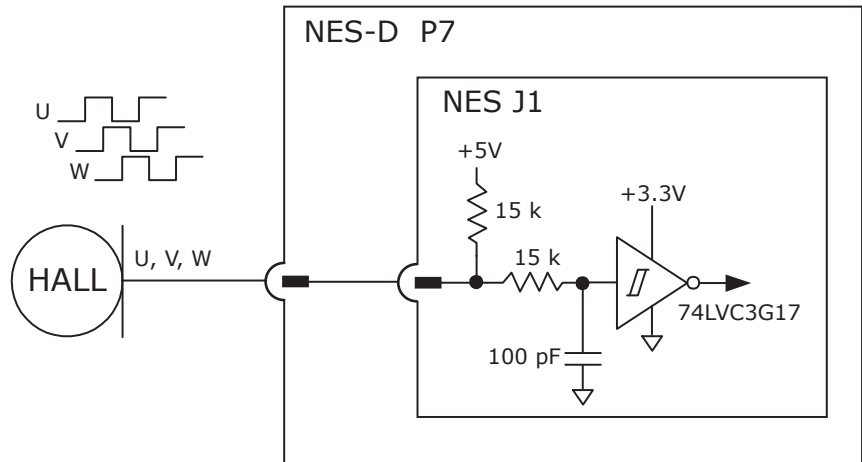 NES-D P7
NES J1
U
V
W
+5V
15 k
+3.3V
15 k
HALL
U, V, W
74LVC3G17
100 pF